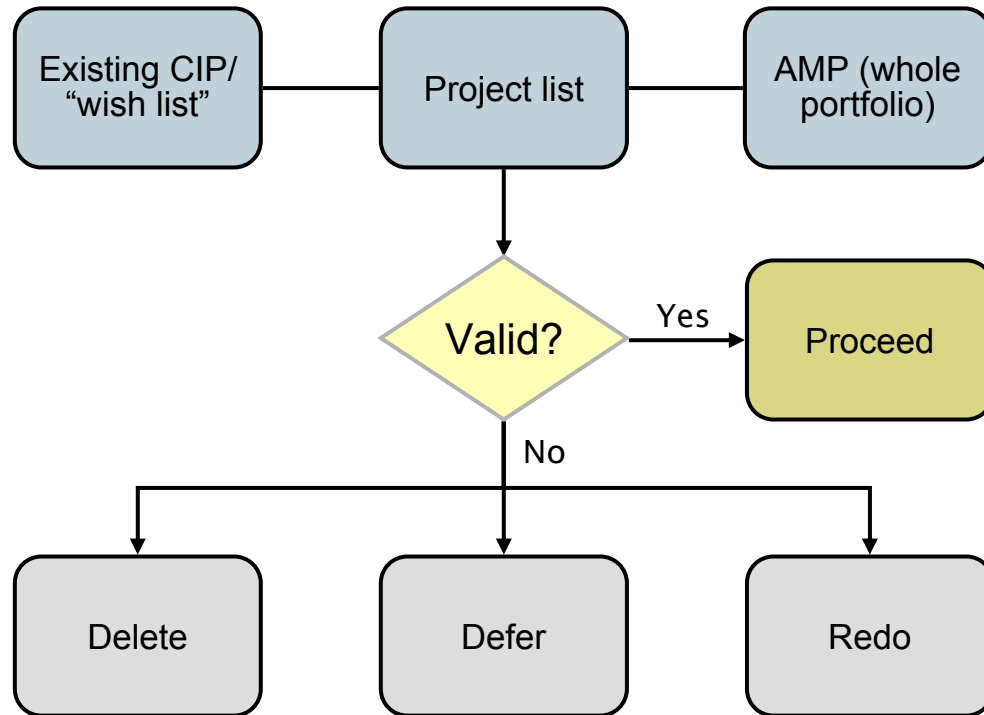 Existing CIP/
“wish list”
Project list
AMP (whole
portfolio)
Valid?
Yes
Proceed
No
Delete
Defer
Redo